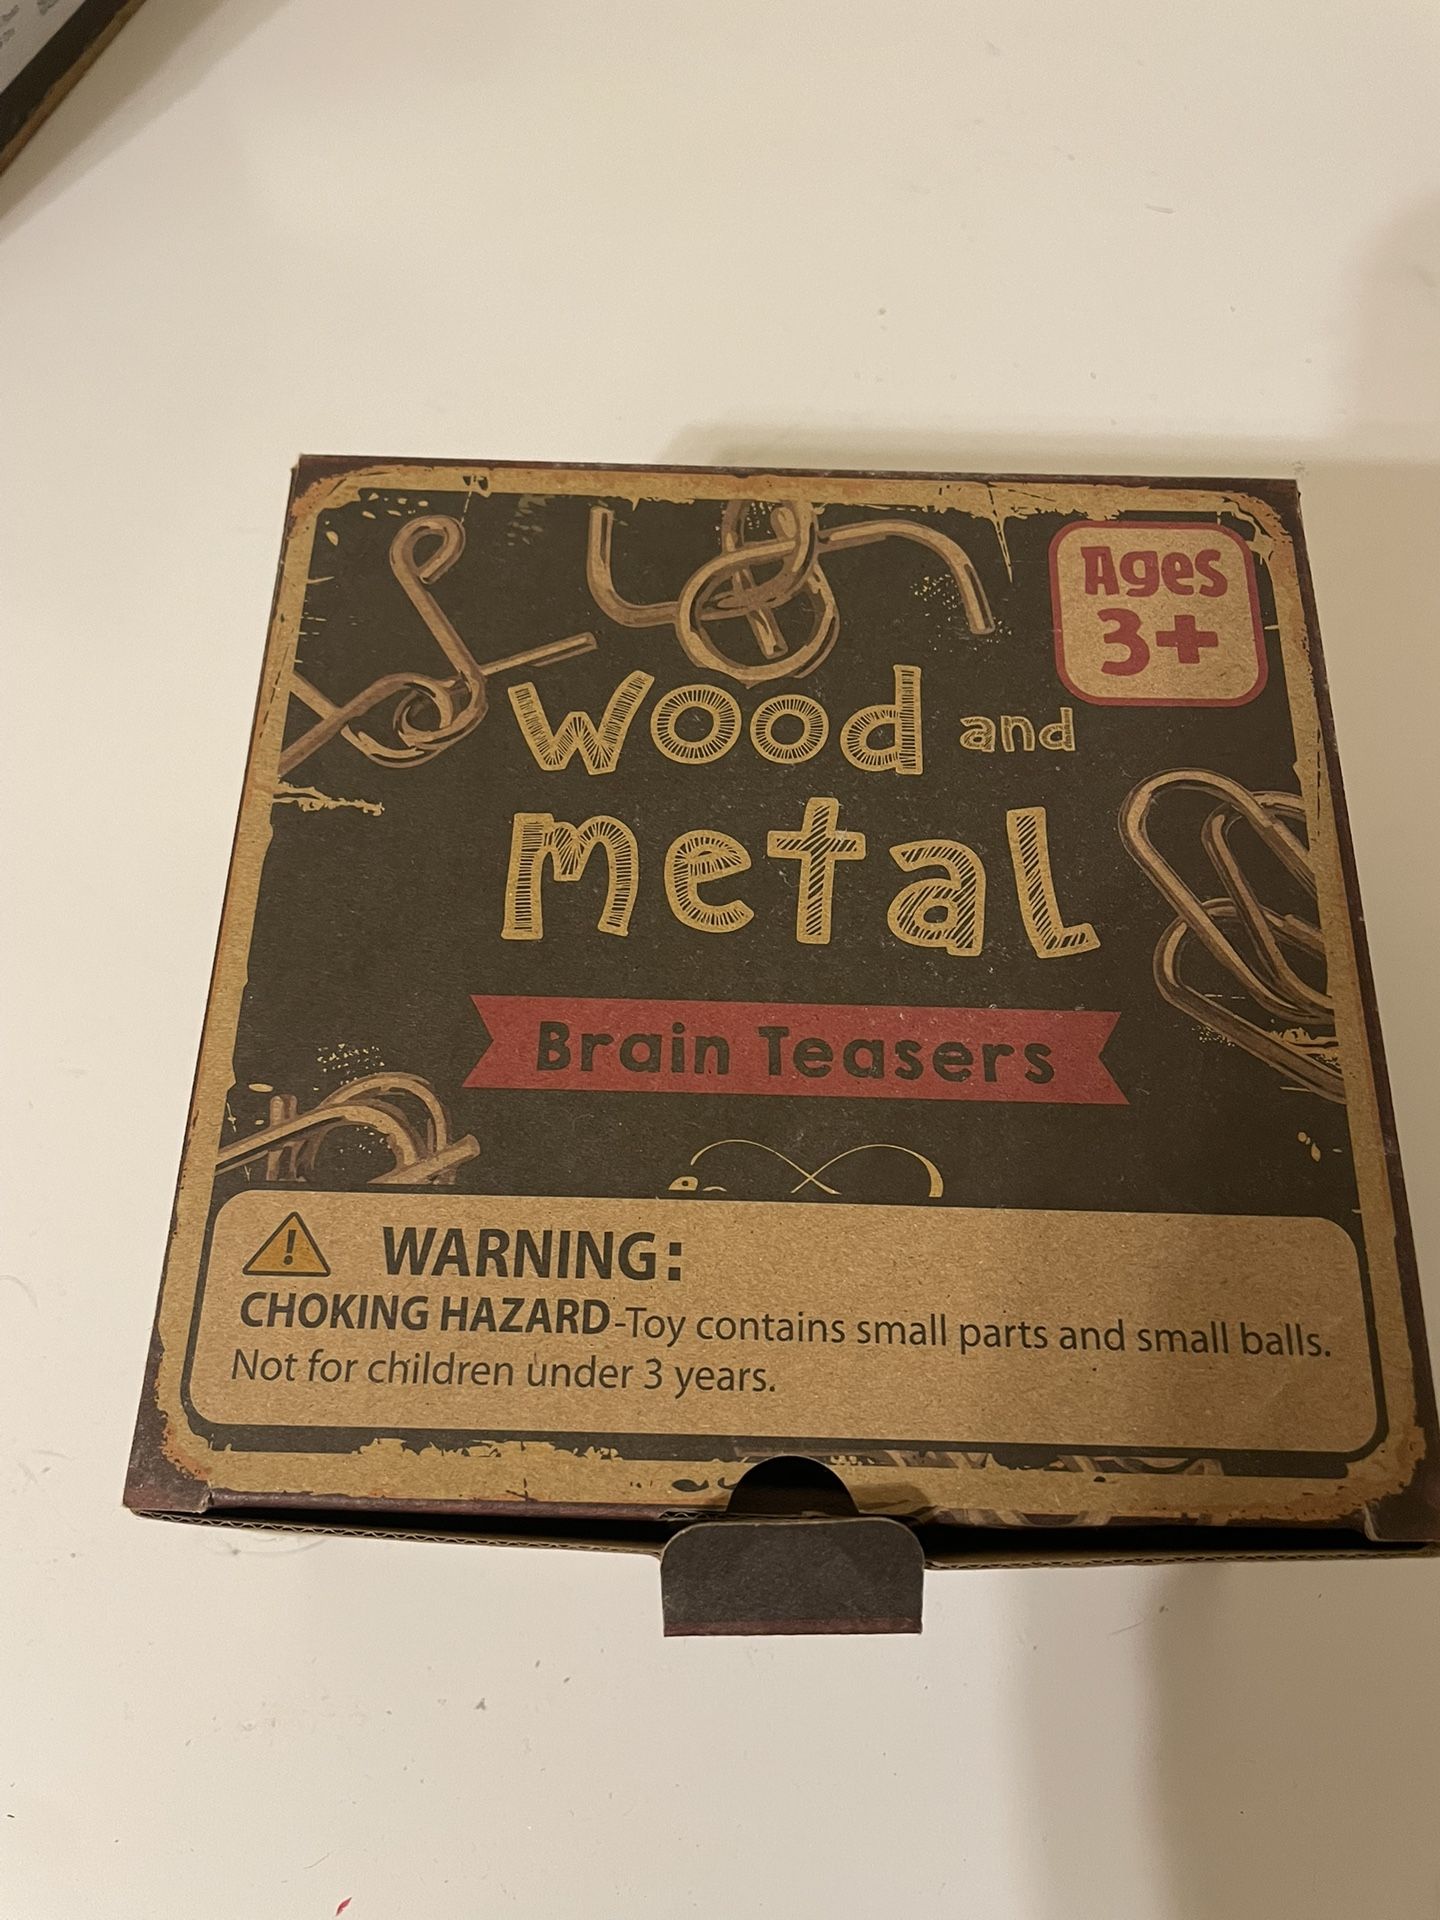 Ages
3+
wood and
metal
Brain Teasers
WARNING:
CHOKING HAZARD-Toy contains small parts and small balls.
Not for children under 3 years.